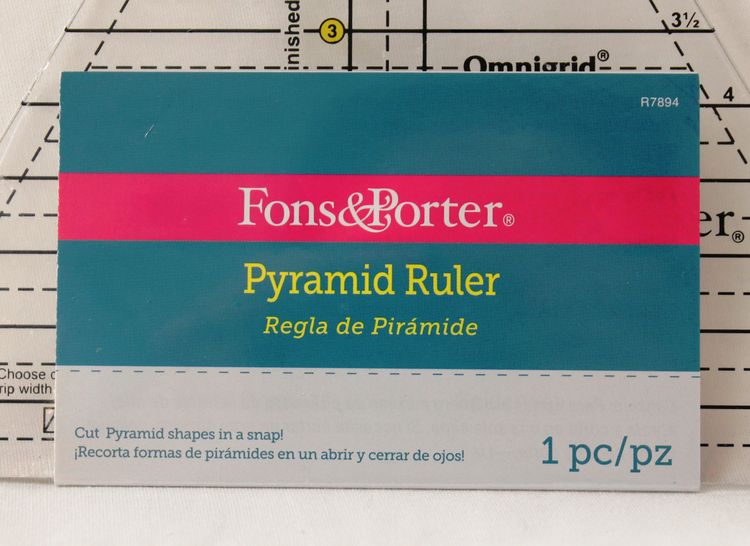 inished
3
3½
Omnigrid®
4
R7894
Fons&Porter®
er.®
Pyramid Ruler
Regla de Pirámide
Choose
rip width
Cut Pyramid shapes in a snap!
¡Recorta formas de pirámides en un abrir y cerrar de ojos!
1 pc/pz